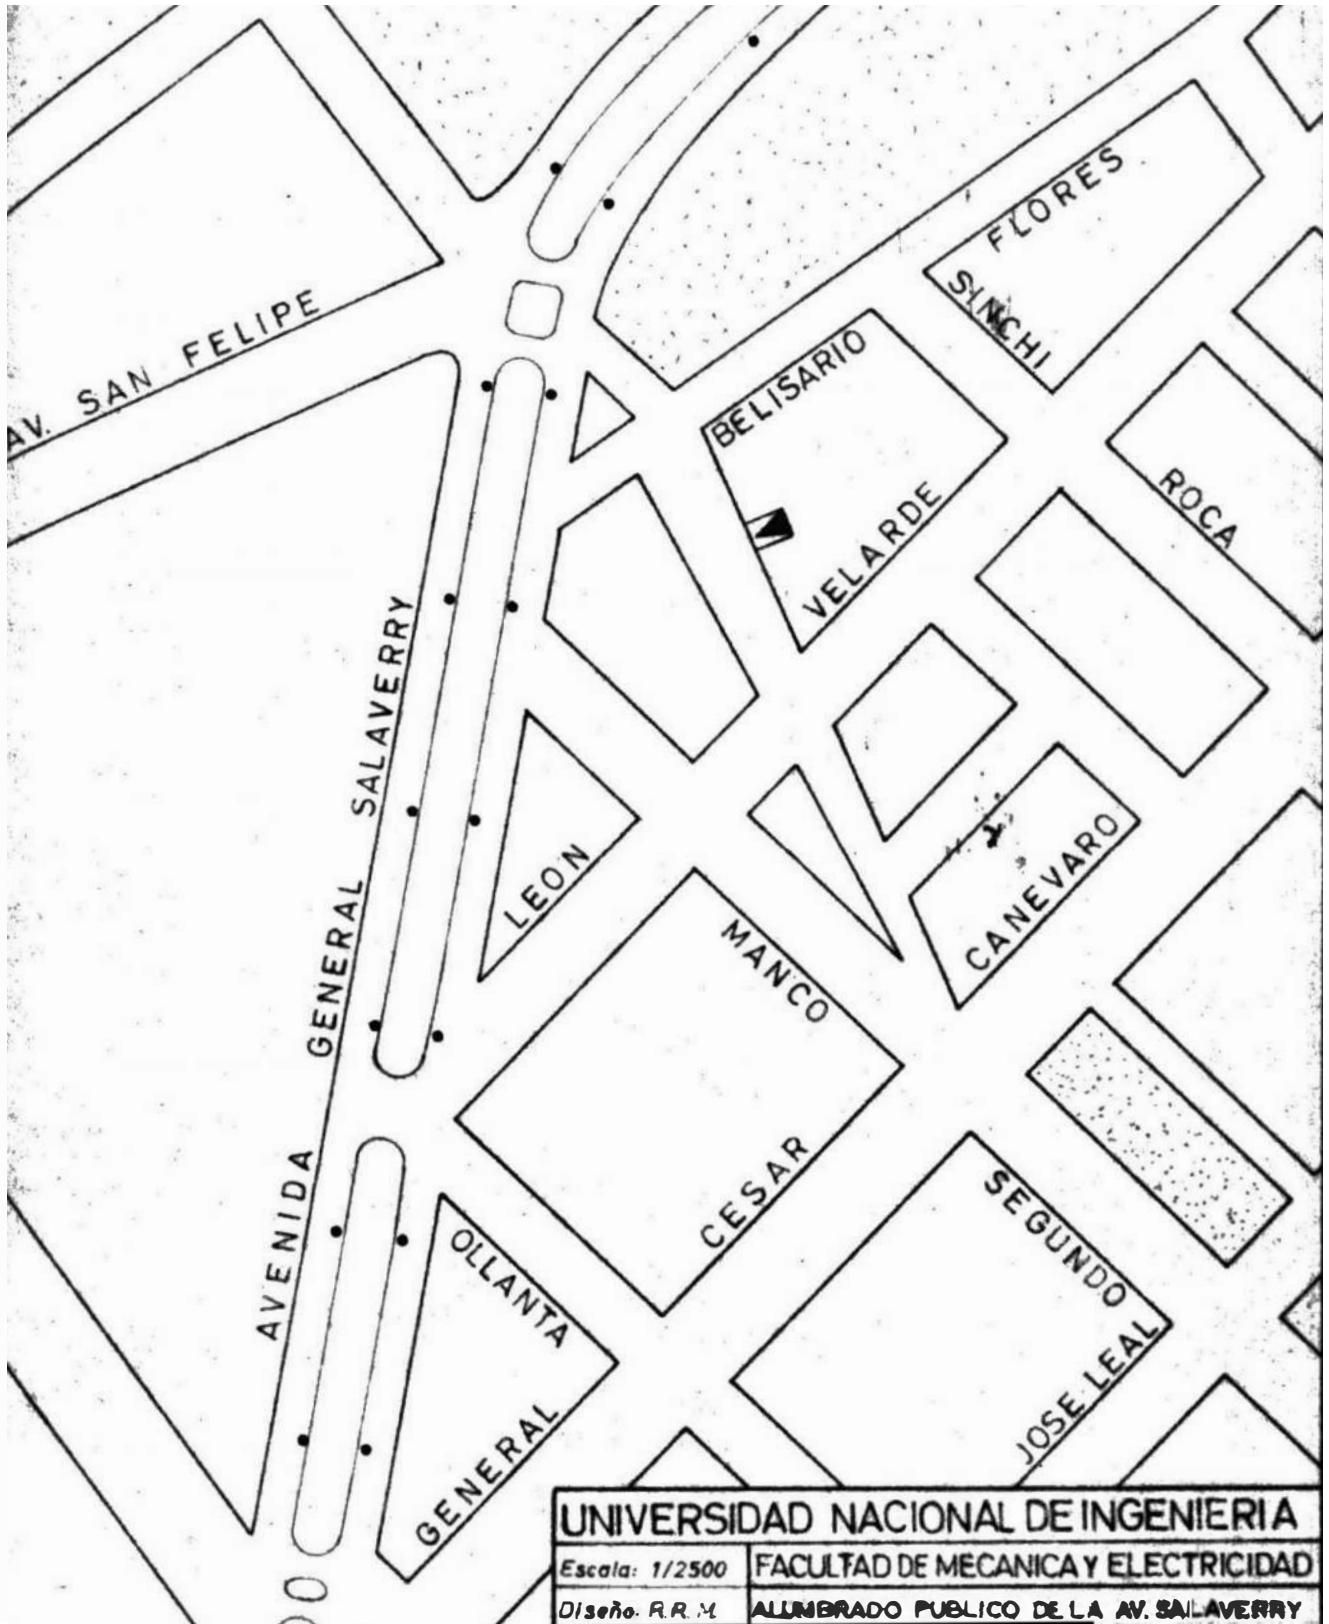 AV. SAN FELIPE
FLORES
SINCHI
BELISARIO
VELARDE
ROCA
AVENIDA GENERAL SALAVERRY
LEON
MANCO
CANEVARO
CESAR
SEGUNDO
OLLANTA
JOSE LEAL
GENERAL
UNIVERSIDAD NACIONAL DE INGENIERIA
Escala: 1/2500
FACULTAD DE MECANICA Y ELECTRICIDAD
Diseño. R.R.M
ALUMBRADO PUBLICO DE LA AV. SALAVERRY